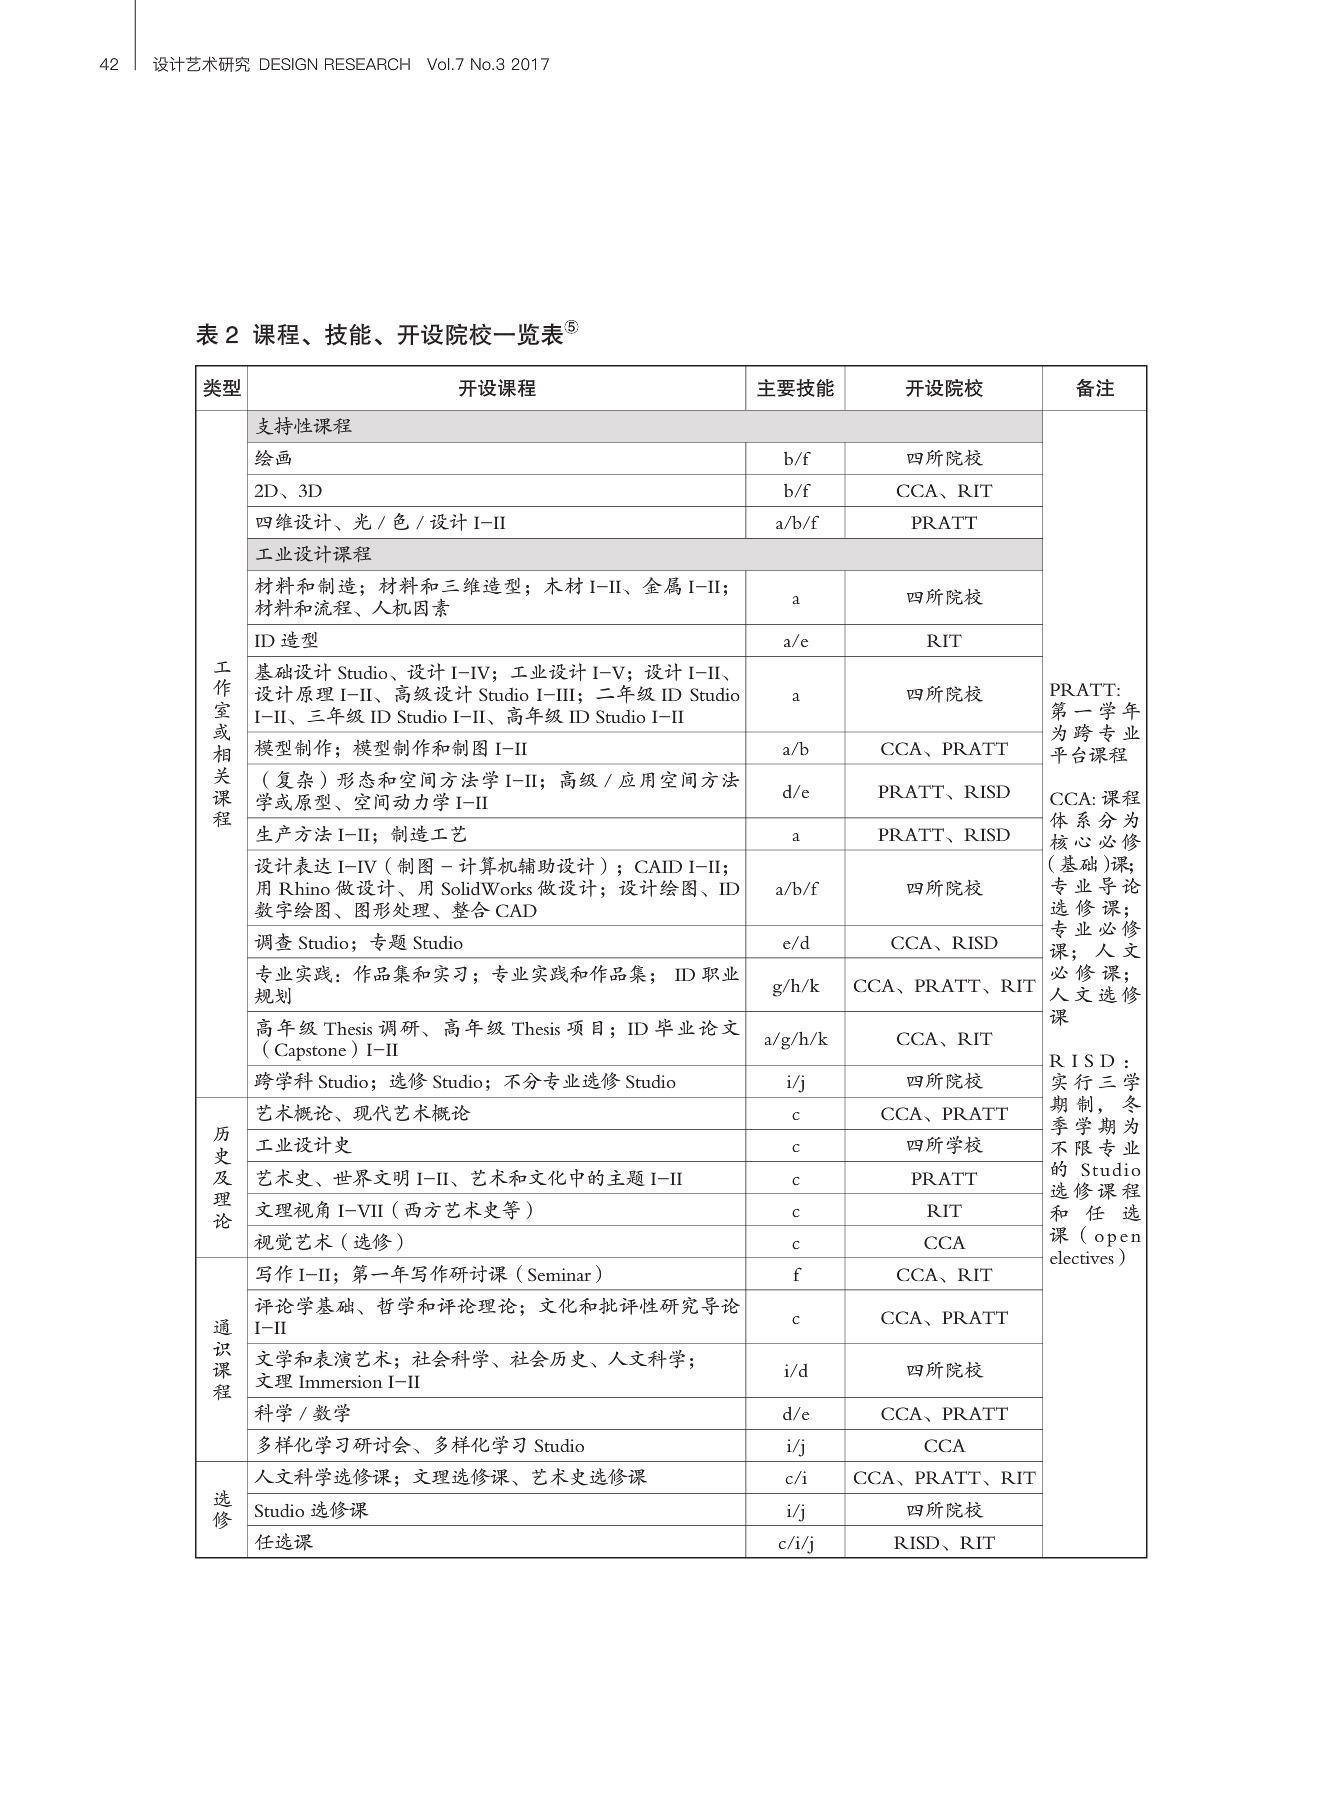 42 设计艺术研究 DESIGN RESEARCH Vol.7 No.3 2017
表 2 课程、技能、开设院校一览表⑤
类型 开设课程 主要技能 开设院校 备注
工作室或相关课程
支持性课程
绘画 b/f 四所院校
2D、3D b/f CCA、RIT
四维设计、光 / 色 / 设计 I-II a/b/f PRATT
工业设计课程
材料和制造；材料和三维造型；木材 I-II、金属 I-II；
材料和流程、人机因素 a 四所院校
ID 造型 a/e RIT
基础设计 Studio、设计 I-IV；工业设计 I-V；设计 I-II、
设计原理 I-II、高级设计 Studio I-III；二年级 ID Studio
I-II、三年级 ID Studio I-II、高年级 ID Studio I-II a 四所院校
模型制作；模型制作和制图 I-II a/b CCA、PRATT
（复杂）形态和空间方法学 I-II；高级 / 应用空间方法
学或原型、空间动力学 I-II d/e PRATT、RISD
生产方法 I-II；制造工艺 a PRATT、RISD
设计表达 I-IV（制图 - 计算机辅助设计）；CAID I-II；
用 Rhino 做设计、用 SolidWorks 做设计；设计绘图、ID
数字绘图、图形处理、整合 CAD a/b/f 四所院校
调查 Studio；专题 Studio e/d CCA、RISD
专业实践：作品集和实习；专业实践和作品集； ID 职业
规划 g/h/k CCA、PRATT、RIT
高年级 Thesis 调研、高年级 Thesis 项目；ID 毕业论文
（Capstone）I-II a/g/h/k CCA、RIT
跨学科 Studio；选修 Studio；不分专业选修 Studio i/j 四所院校
历史及理论
艺术概论、现代艺术概论 c CCA、PRATT
工业设计史 c 四所学校
艺术史、世界文明 I-II、艺术和文化中的主题 I-II c PRATT
文理视角 I-VII（西方艺术史等） c RIT
视觉艺术（选修） c CCA
通识课程
写作 I-II；第一年写作研讨课（Seminar） f CCA、RIT
评论学基础、哲学和评论理论；文化和批评性研究导论
I-II c CCA、PRATT
文学和表演艺术；社会科学、社会历史、人文科学；
文理 Immersion I-II i/d 四所院校
科学 / 数学 d/e CCA、PRATT
多样化学习研讨会、多样化学习 Studio i/j CCA
选修
人文科学选修课；文理选修课、艺术史选修课 c/i CCA、PRATT、RIT
Studio 选修课 i/j 四所院校
任选课 c/i/j RISD、RIT
PRATT:
第一学年
为跨专业
平台课程
CCA: 课程
体系分为
核心必修
（基础）课；
专业导论
选修课；
专业必修
课；人文
必修课；
人文选修
课
RISD：
实行三学
期制，冬
季学期为
不限专业
的 Studio
选修课程
和任选
课（open
electives）